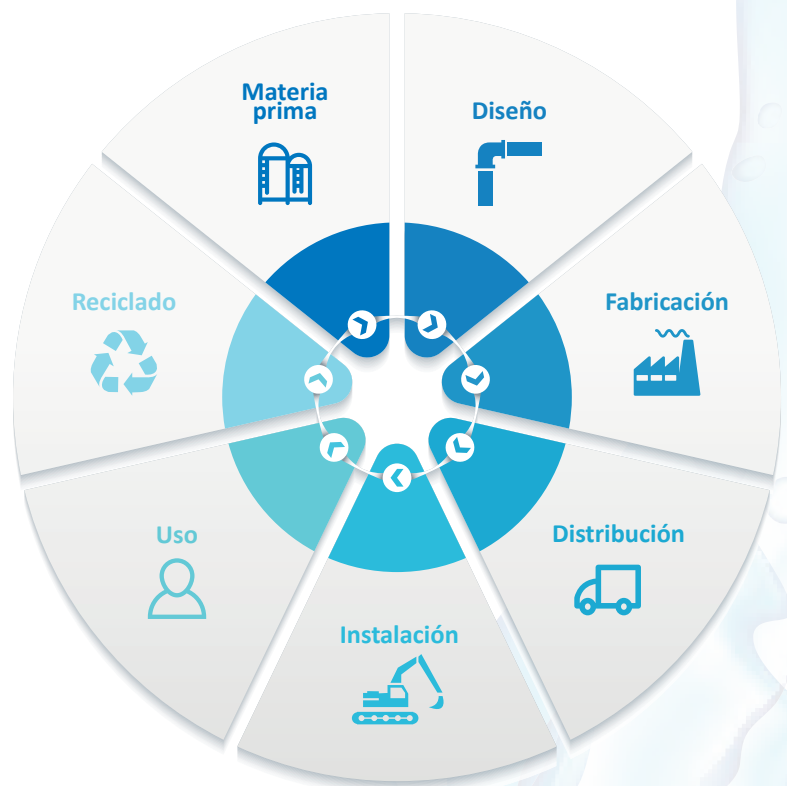 Materia
prima
Diseño
Fabricación
Distribución
Instalación
Uso
Reciclado